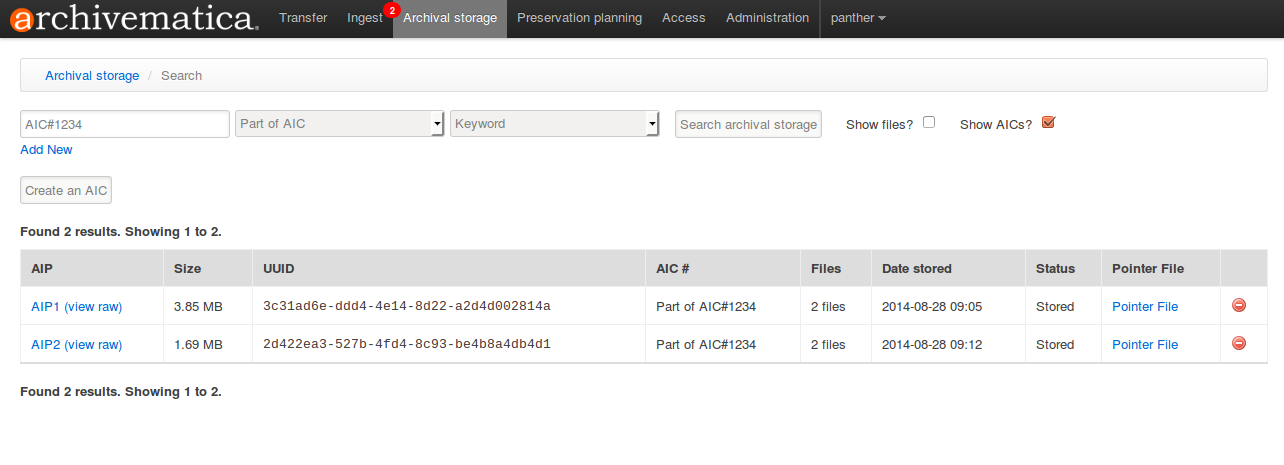 archivematica® Transfer Ingest 2 Archival storage Preservation planning Access Administration panther
Archival storage / Search
AIC#1234 Part of AIC Keyword Search archival storage Show files? Show AICs?
Add New
Create an AIC
Found 2 results. Showing 1 to 2.
AIP Size UUID AIC # Files Date stored Status Pointer File
AIP1 (view raw) 3.85 MB 3c31ad6e-ddd4-4e14-8d22-a2d4d002814a Part of AIC#1234 2 files 2014-08-28 09:05 Stored Pointer File
AIP2 (view raw) 1.69 MB 2d422ea3-527b-4fd4-8c93-be4b8a4db4d1 Part of AIC#1234 2 files 2014-08-28 09:12 Stored Pointer File
Found 2 results. Showing 1 to 2.